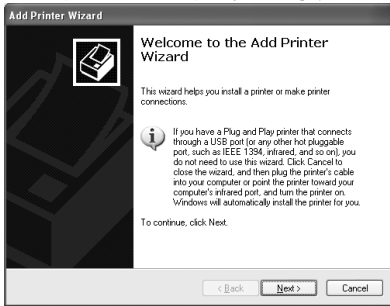 Add Printer Wizard
Welcome to the Add Printer
Wizard
This wizard helps you install a printer or make printer
connections.
If you have a Plug and Play printer that connects
through a USB port (or any other hot pluggable
port, such as IEEE 1394, infrared, and so on), you
do not need to use this wizard. Click Cancel to
close the wizard, and then plug the printer's cable
into your computer or point the printer toward your
computer's infrared port, and turn the printer on.
Windows will automatically install the printer for you.
To continue, click Next.
< Back Next > Cancel